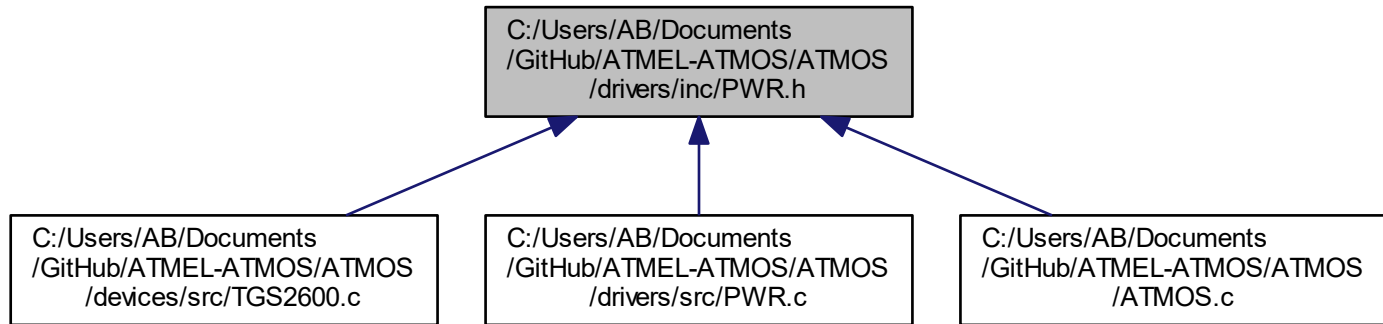 C:/Users/AB/Documents
/GitHub/ATMEL-ATMOS/ATMOS
/drivers/inc/PWR.h
C:/Users/AB/Documents
/GitHub/ATMEL-ATMOS/ATMOS
/devices/src/TGS2600.c
C:/Users/AB/Documents
/GitHub/ATMEL-ATMOS/ATMOS
/drivers/src/PWR.c
C:/Users/AB/Documents
/GitHub/ATMEL-ATMOS/ATMOS
/ATMOS.c